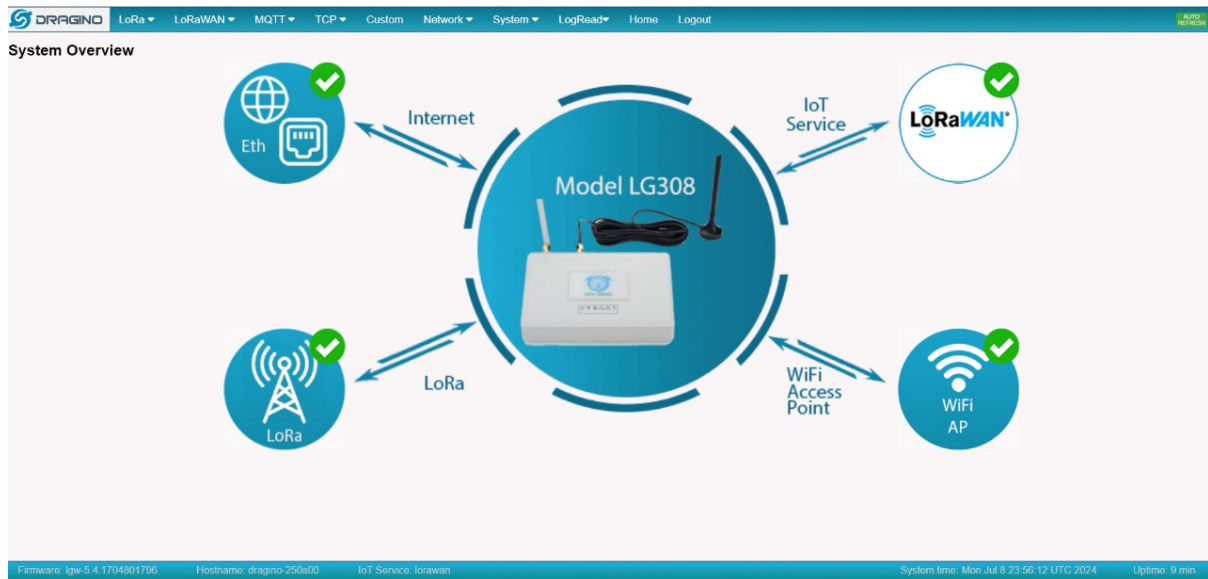 DRAGINO LoRa LoRaWAN MQTT TCP Custom Network System LogRead Home Logout AUTO REFRESH
System Overview
Eth
Internet
IoT
Service
LoRaWAN
Model LG308
LoRa
LoRa
WiFi
Access
Point
WiFi
AP
Firmware: lgw-5.4.1704801796 Hostname: dragino-250a00 IoT Service: lorawan System time: Mon Jul 8 23:56:12 UTC 2024 Uptime: 9 min